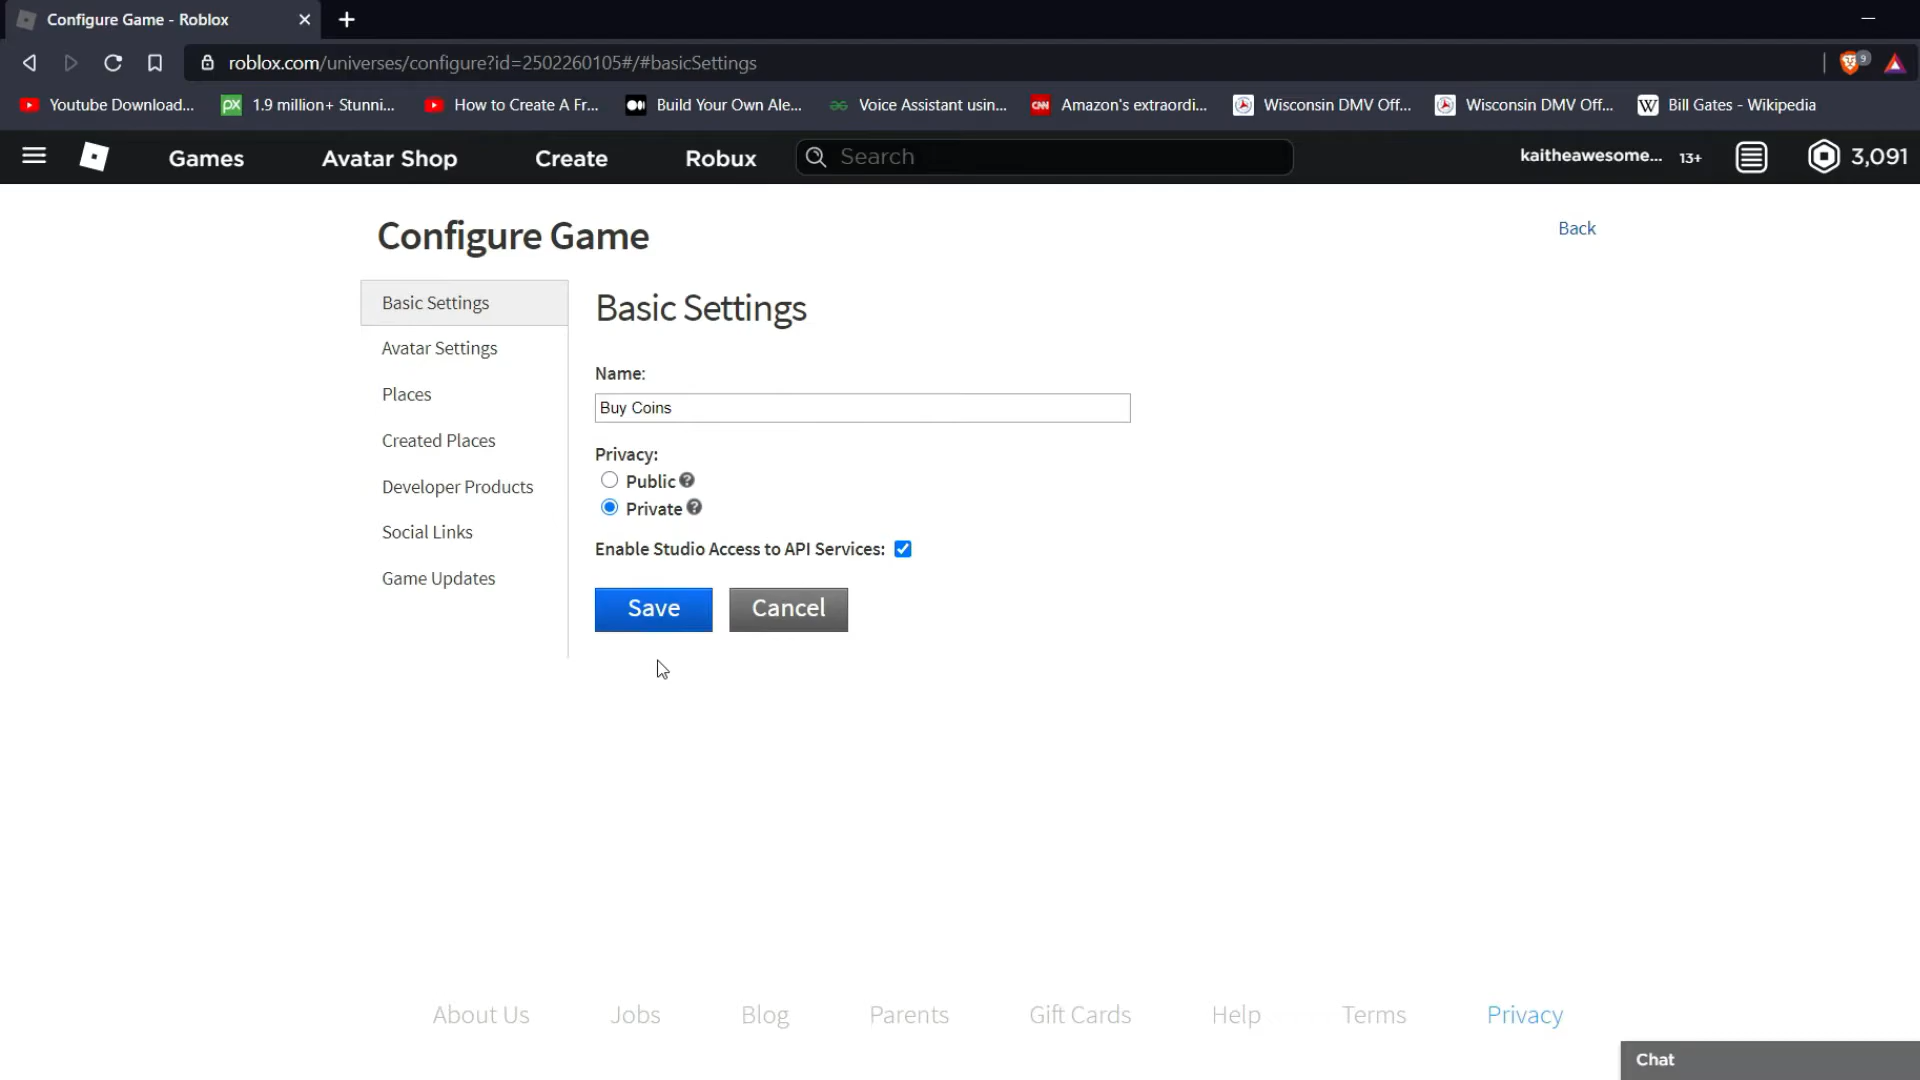 Configure Game - Roblox
roblox.com/universes/configure?id=2502260105#/#basicSettings
9
Youtube Download...
PX
1.9 million+ Stunni...
How to Create A Fr...
Build Your Own Ale...
Voice Assistant usin...
CNN
Amazon's extraordi...
Wisconsin DMV Off...
Wisconsin DMV Off...
W
Bill Gates - Wikipedia
Games
Avatar Shop
Create
Robux
Search
kaitheawesome...
13+
3,091
Configure Game
Back
Basic Settings
Avatar Settings
Places
Created Places
Developer Products
Social Links
Game Updates
Basic Settings
Name:
Buy Coins
Privacy:
Public ?
Private ?
Enable Studio Access to API Services:
Save
Cancel
About Us
Jobs
Blog
Parents
Gift Cards
Help
Terms
Privacy
Chat